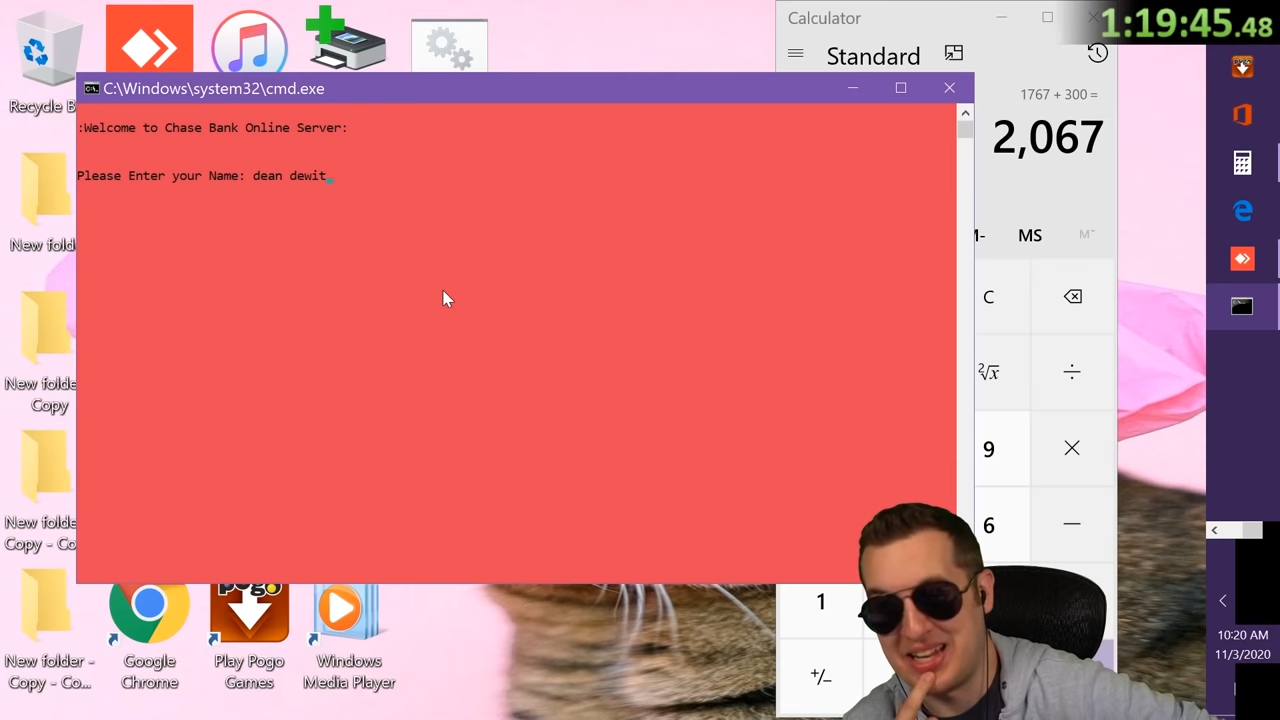 Calculator
1:19:45.48
Standard
1767 + 300 =
2,067
Recycle B
C:\Windows\system32\cmd.exe
:Welcome to Chase Bank Online Server:
Please Enter your Name: dean dewit
MS
C
²√x
÷
9
×
6
−
1
+/−
New fold
New folde
Copy
New folde
Copy - Co
New folder -
Copy - Co...
Google
Chrome
pogo
Play Pogo
Games
Windows
Media Player
10:20 AM
11/3/2020